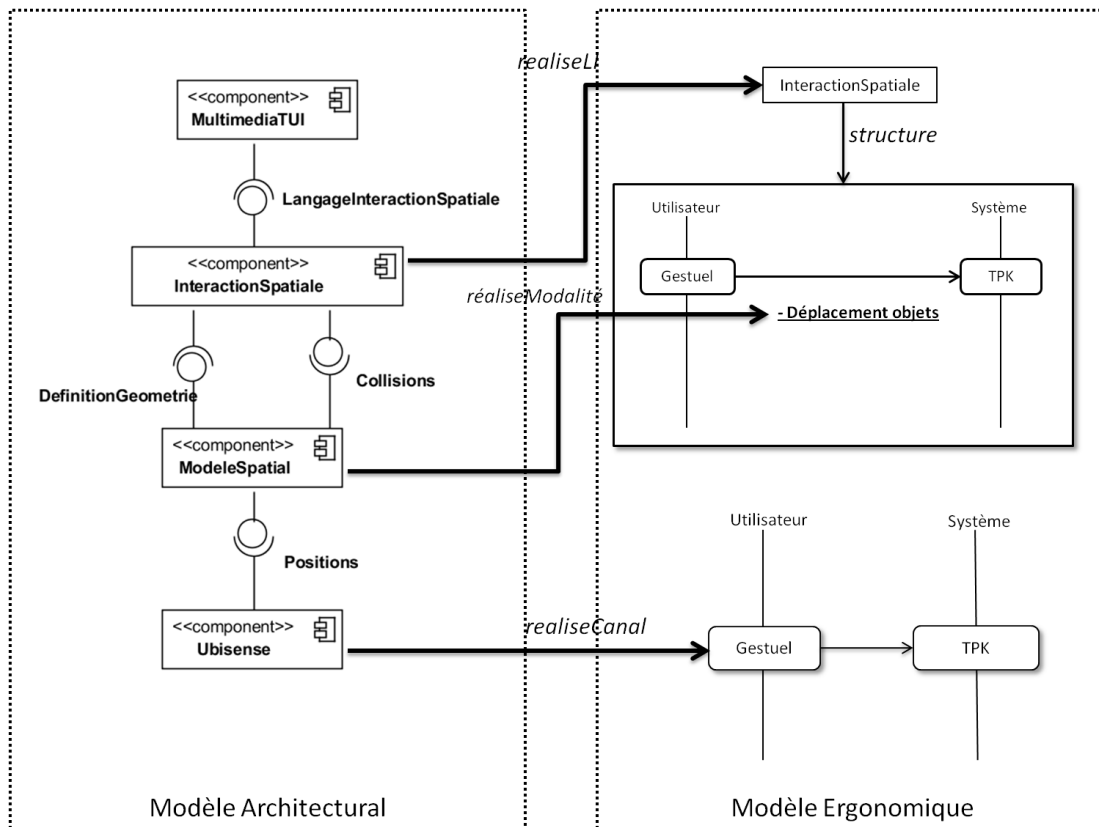 <<component>>
MultimediaTUI
LangageInteractionSpatiale
<<component>>
InteractionSpatiale
DefinitionGeometrie
Collisions
<<component>>
ModeleSpatial
Positions
<<component>>
Ubisense
Modèle Architectural
realiseLI
réaliseModalité
realiseCanal
InteractionSpatiale
structure
Utilisateur
Système
Gestuel
TPK
- Déplacement objets
Utilisateur
Système
Gestuel
TPK
Modèle Ergonomique